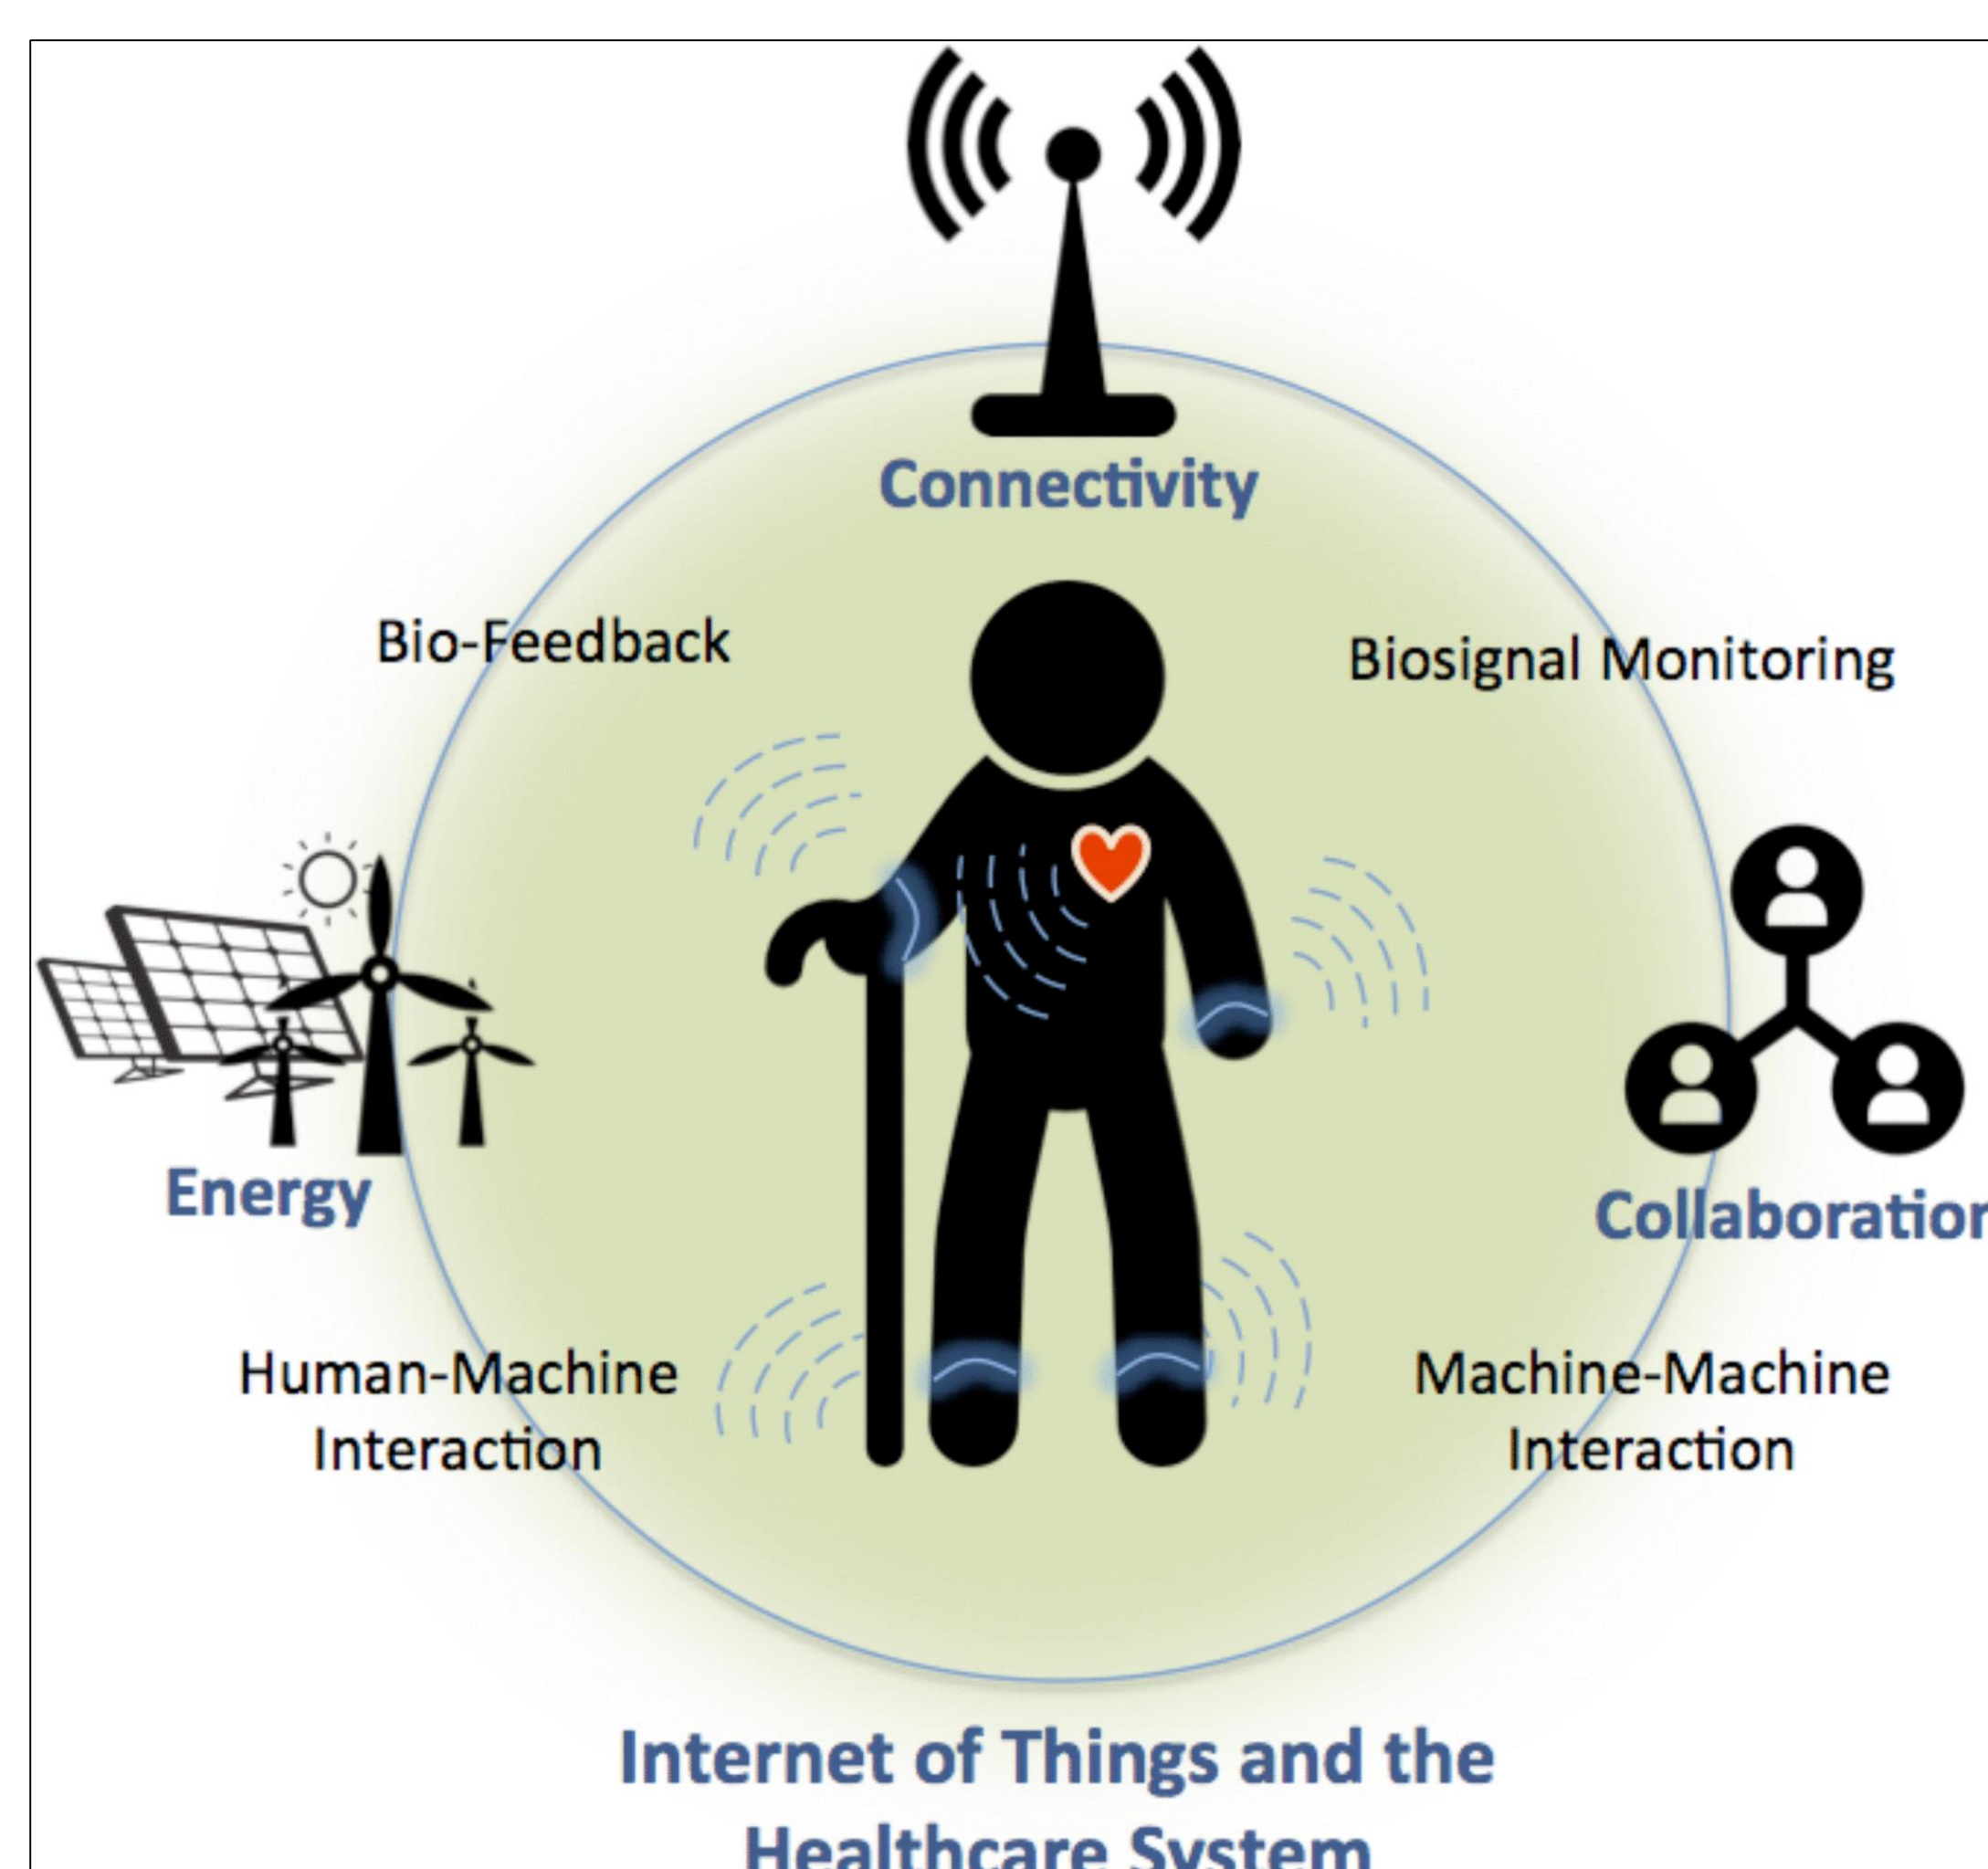 Connectivity
Bio-Feedback
Biosignal Monitoring
Energy
Collaboration
Human-Machine
Interaction
Machine-Machine
Interaction
Internet of Things and the
Healthcare System